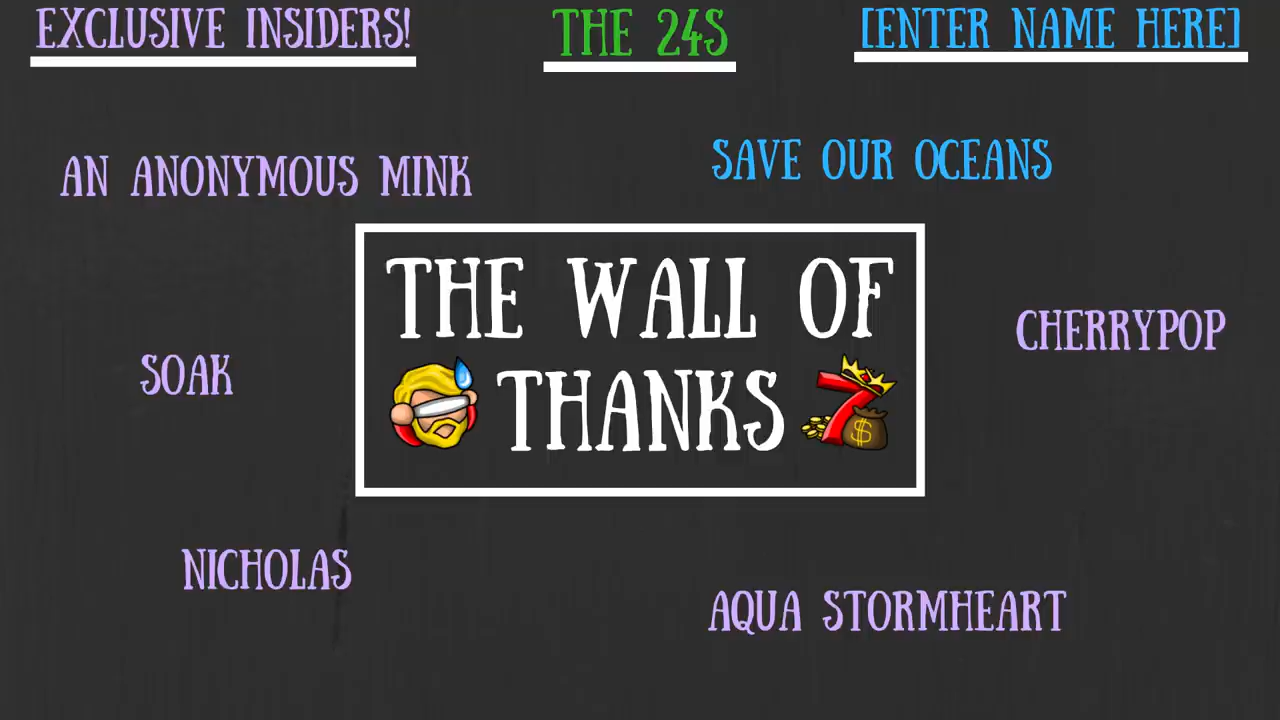 EXCLUSIVE INSIDERS!
THE 24S
[ENTER NAME HERE]
AN ANONYMOUS MINK
SAVE OUR OCEANS
THE WALL OF
THANKS
7
$
CHERRYPOP
SOAK
NICHOLAS
AQUA STORMHEART